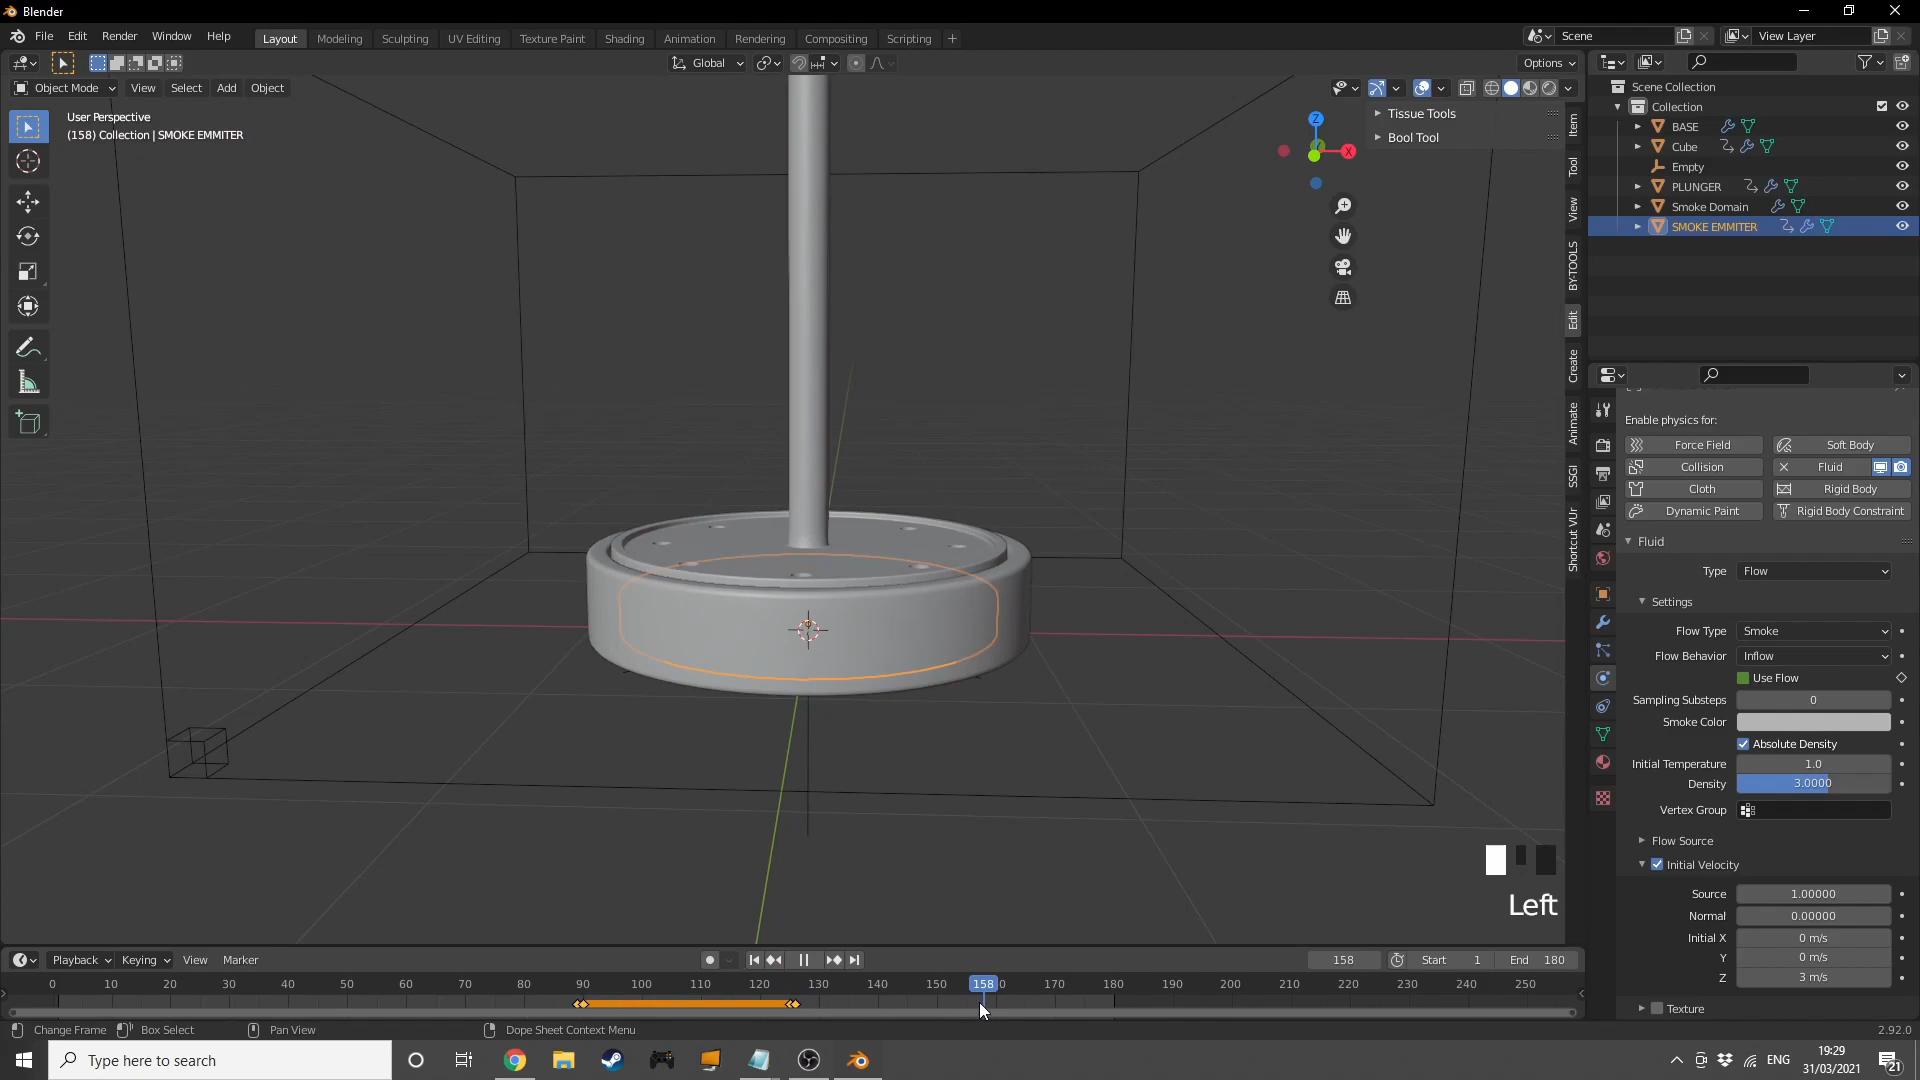 Blender
File Edit Render Window Help
Layout Modeling Sculpting UV Editing Texture Paint Shading Animation Rendering Compositing Scripting +
Scene View Layer
Global Options
Object Mode View Select Add Object
User Perspective
(158) Collection | SMOKE EMMITER
Tissue Tools
Bool Tool
Z
X
Item
Tool
View
BY-TOOLS
Edit
Create
Animate
SSGI
Shortcut VUr
Scene Collection
Collection
BASE
Cube
Empty
PLUNGER
Smoke Domain
SMOKE EMMITER
Enable physics for:
Force Field Soft Body
Collision Fluid
Cloth Rigid Body
Dynamic Paint Rigid Body Constraint
Fluid
Type Flow
Settings
Flow Type Smoke
Flow Behavior Inflow
Use Flow
Sampling Substeps 0
Smoke Color
Absolute Density
Initial Temperature 1.0
Density 3.0000
Vertex Group
Flow Source
Initial Velocity
Source 1.00000
Normal 0.00000
Initial X 0 m/s
Y 0 m/s
Z 3 m/s
Texture
Left
Playback Keying View Marker 158 Start 1 End 180
0 10 20 30 40 50 60 70 80 90 100 110 120 130 140 150 158 0 170 180 190 200 210 220 230 240 250
Change Frame Box Select Pan View Dope Sheet Context Menu 2.92.0
Type here to search
ENG
19:29
31/03/2021
21